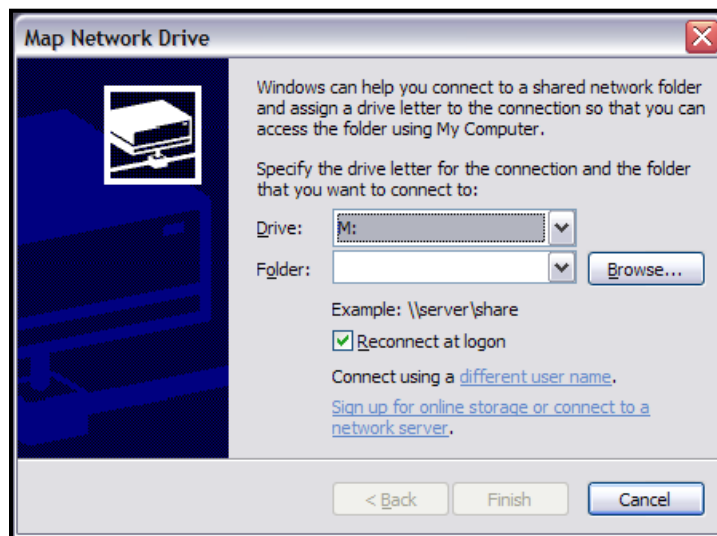 Map Network Drive
Windows can help you connect to a shared network folder
and assign a drive letter to the connection so that you can
access the folder using My Computer.
Specify the drive letter for the connection and the folder
that you want to connect to:
Drive: M:
Folder: Browse...
Example: \\server\share
Reconnect at logon
Connect using a different user name.
Sign up for online storage or connect to a
network server.
< Back Finish Cancel